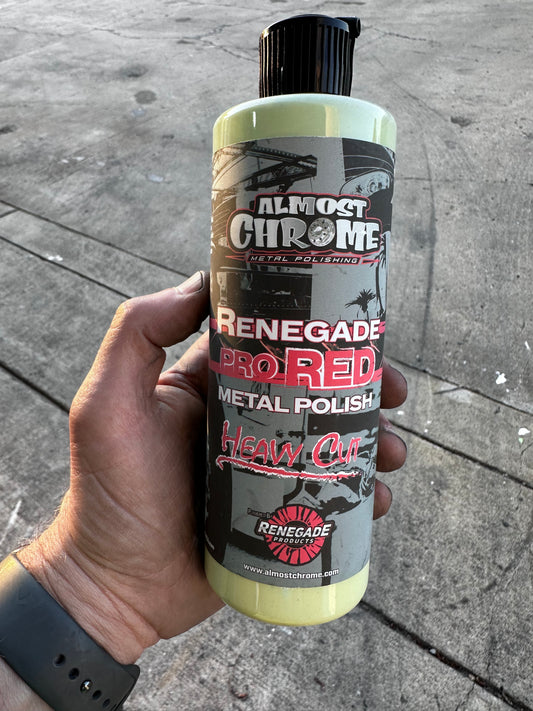 ALMOST
CHROME
METAL POLISHING
RENEGADE
PRO RED
METAL POLISH
HEAVY CUT
RENEGADE
PRODUCTS
www.almostchrome.com